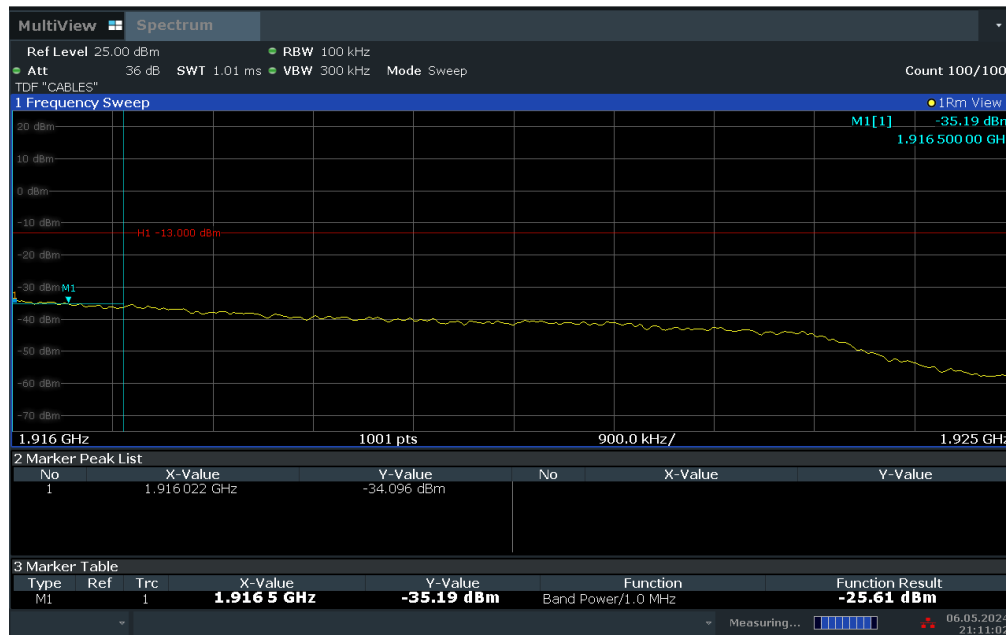 MultiView Spectrum
Ref Level 25.00 dBm RBW 100 kHz
Att 36 dB SWT 1.01 ms VBW 300 kHz Mode Sweep Count 100/100
TDF "CABLES"
1 Frequency Sweep 1Rm View
M1[1] -35.19 dBm
20 dBm
1.916 500 00 GH
10 dBm
0 dBm
-10 dBm
H1 -13.000 dBm
-20 dBm
-30 dBm M1
-40 dBm
-50 dBm
-60 dBm
-70 dBm
1.916 GHz 1001 pts 900.0 kHz/ 1.925 GHz
2 Marker Peak List
No X-Value Y-Value No X-Value Y-Value
1 1.916 022 GHz -34.096 dBm
3 Marker Table
Type Ref Trc X-Value Y-Value Function Function Result
M1 1 1.916 5 GHz -35.19 dBm Band Power/1.0 MHz -25.61 dBm
Measuring... 06.05.2024
21:11:02